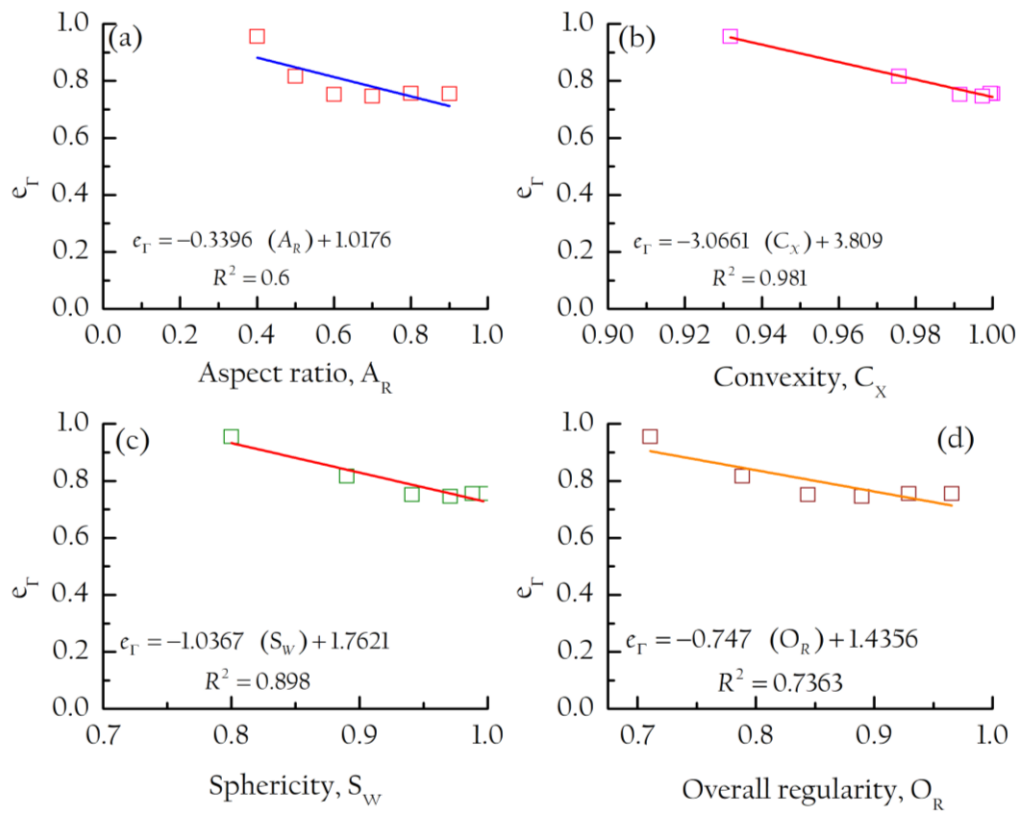 (a)
1.0
0.8
0.6
0.4
0.2
0.0
e_Γ
e_Γ = −0.3396 (A_R) + 1.0176
R² = 0.6
0.0 0.2 0.4 0.6 0.8 1.0
Aspect ratio, A_R
(b)
1.0
0.8
0.6
0.4
0.2
0.0
e_Γ
e_Γ = −3.0661 (C_X) + 3.809
R² = 0.981
0.90 0.92 0.94 0.96 0.98 1.00
Convexity, C_X
(c)
1.0
0.8
0.6
0.4
0.2
0.0
e_Γ
e_Γ = −1.0367 (S_W) + 1.7621
R² = 0.898
0.7 0.8 0.9 1.0
Sphericity, S_W
(d)
1.0
0.8
0.6
0.4
0.2
0.0
e_Γ
e_Γ = −0.747 (O_R) + 1.4356
R² = 0.7363
0.7 0.8 0.9 1.0
Overall regularity, O_R